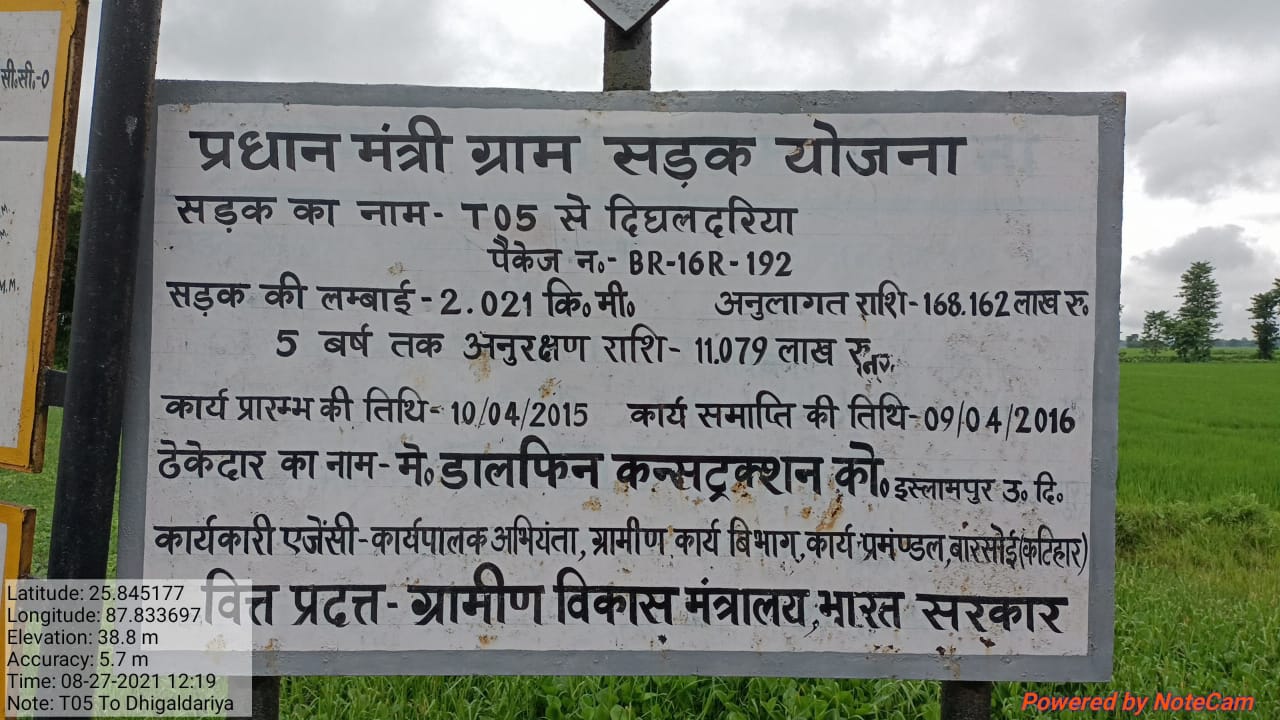 सी०सी०-०
प्रधान मंत्री ग्राम सड़क योजना
सड़क का नाम- T05 से दिघलदरिया
पैकेज न०- BR-16R-192
सड़क की लम्बाई-2.021 कि०मी० अनुलागत राशि-168.162लाख रु०
5 बर्ष तक अनुरक्षण राशि- 11.079 लाख रु
कार्य प्रारम्भ की तिथि- 10/04/2015 कार्य समाप्ति की तिथि-09/04/2016
ठेकेदार का नाम- मे० डालफिन कन्सट्रक्शन को० इस्लामपुर उ० दि०
कार्यकारी एजेंसी-कार्यपालक अभियंता, ग्रामीण कार्य बिभाग, कार्य प्रमंण्डल, बारसोई(कटिहार)
वित्त प्रदत्त- ग्रामीण विकास मंत्रालय, भारत सरकार
Latitude: 25.845177
Longitude: 87.833697
Elevation: 38.8 m
Accuracy: 5.7 m
Time: 08-27-2021 12:19
Note: T05 To Dhigaldariya
Powered by NoteCam